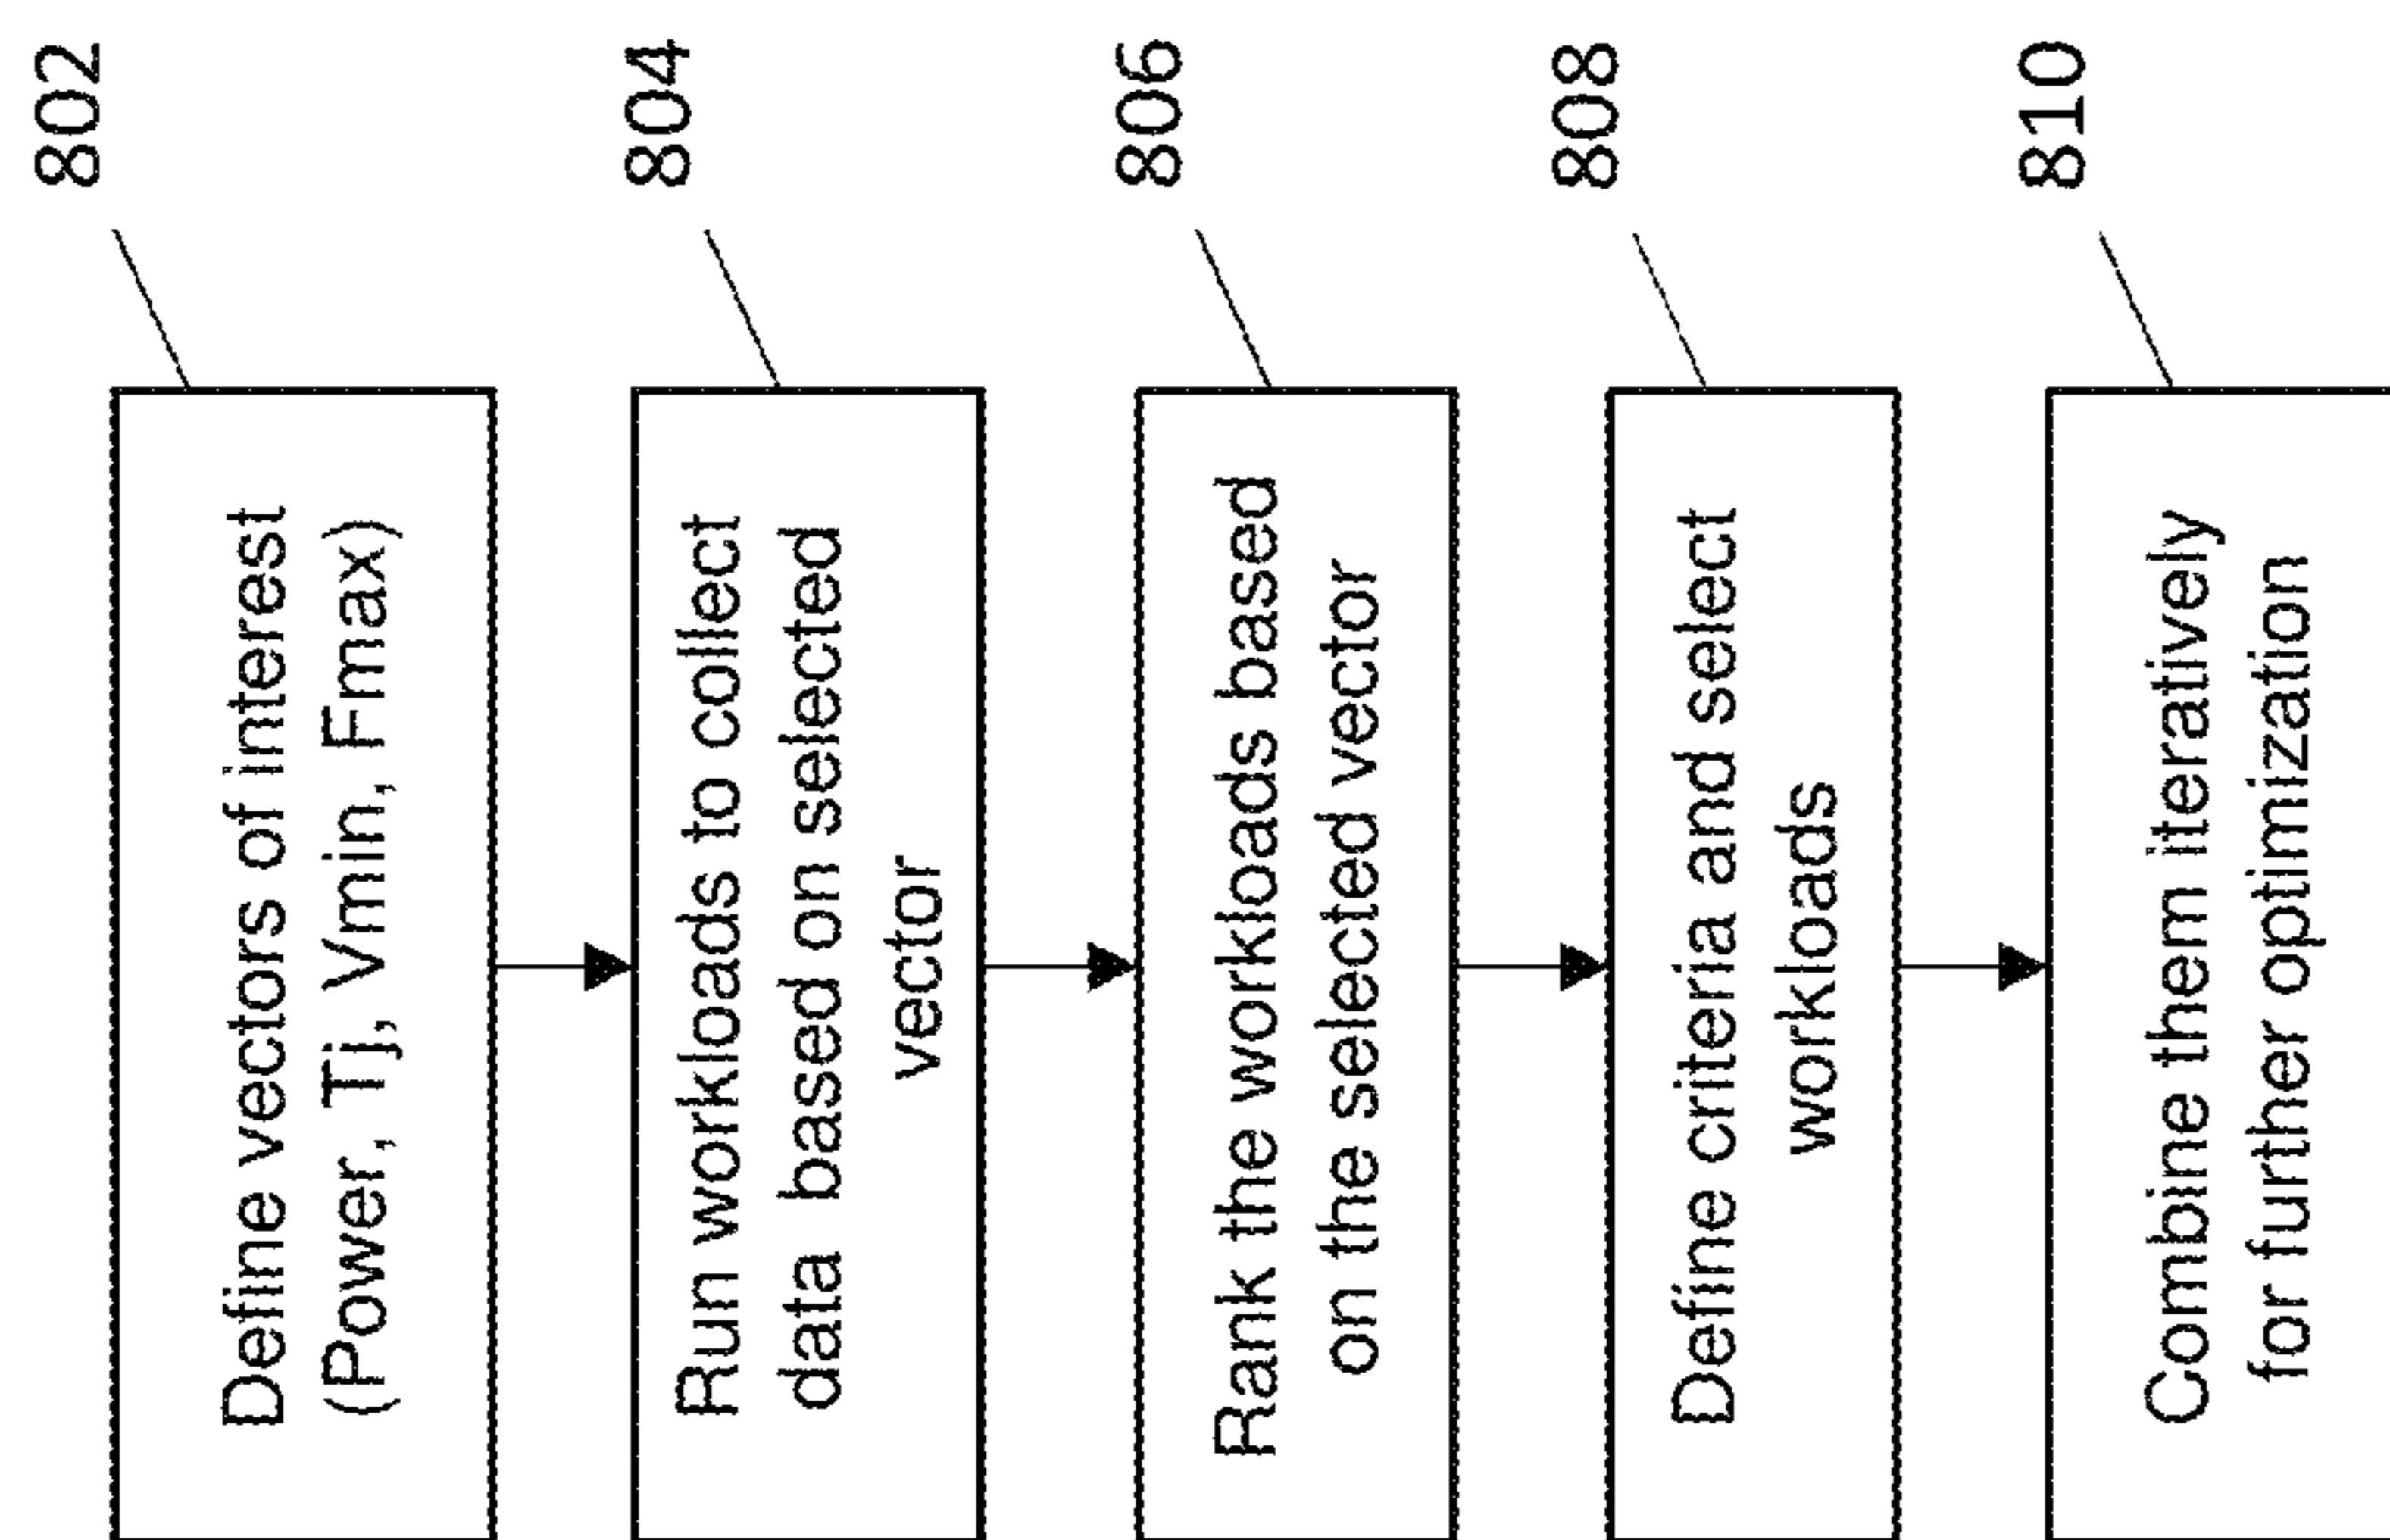 Define vectors of interest
(Power, Tj, Vmin, Fmax)
802
Run workloads to collect
data based on selected
vector
804
Rank the workloads based
on the selected vector
806
Define criteria and select
workloads
808
Combine them iteratively
for further optimization
810